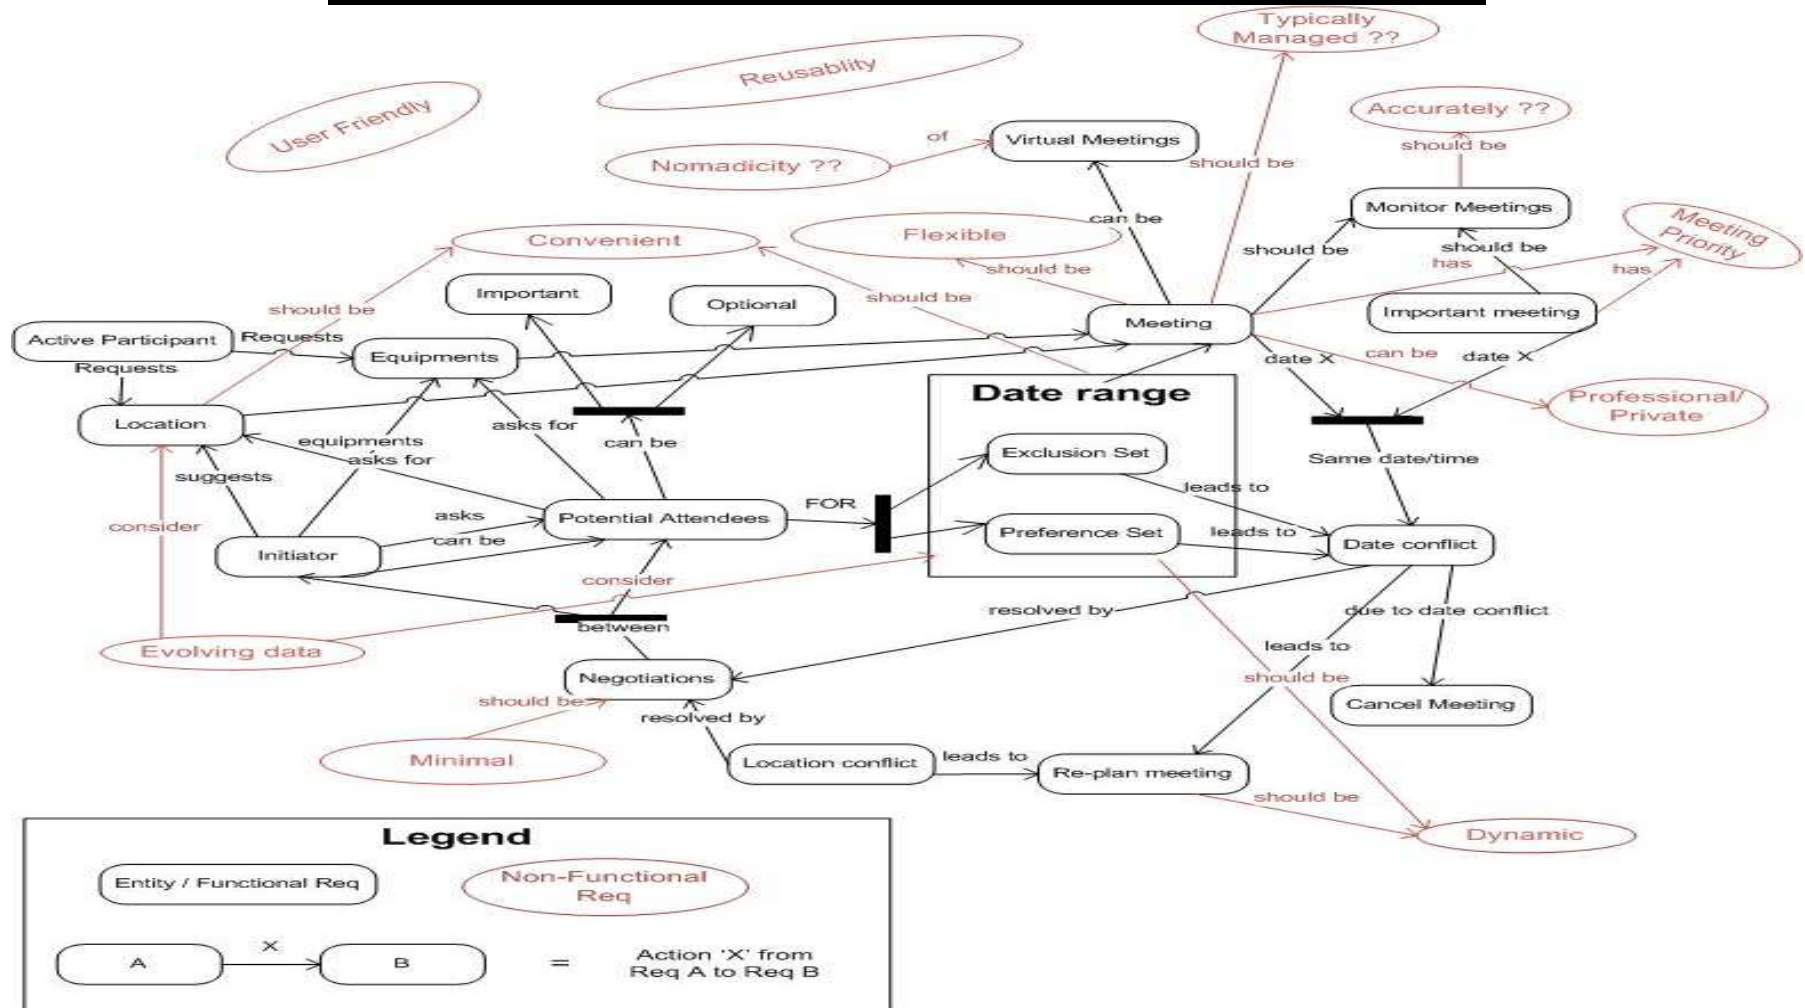 Typically
Managed ??
Reusablity
User Friendly
Accurately ??
should be
of
Virtual Meetings
Nomadicity ??
should be
Monitor Meetings
can be
Meeting
Priority
Convenient
Flexible
should be
should be
has
has
should be
Important
Optional
should be
should be
Meeting
Important meeting
Active Participant
Requests
Equipments
date X
can be
date X
Requests
Date range
Professional/
Private
Location
equipments
asks for
asks for
can be
Exclusion Set
Same date/time
suggests
leads to
FOR
Potential Attendees
asks
can be
consider
Initiator
Preference Set
leads to
Date conflict
consider
resolved by
due to date conflict
between
Evolving data
leads to
Negotiations
should be
should be
Cancel Meeting
resolved by
Minimal
Location conflict
leads to
Re-plan meeting
should be
Dynamic
Legend
Entity / Functional Req
Non-Functional
Req
A
X
B
=
Action 'X' from
Req A to Req B